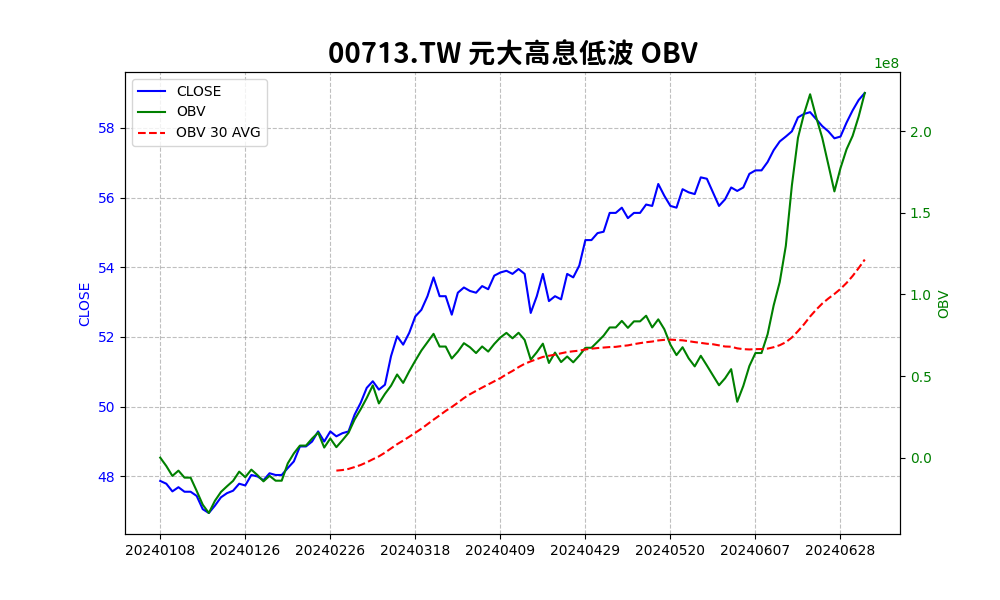 00713.TW 元大高息低波 OBV
1e8
CLOSE
OBV
OBV 30 AVG
58
56
54
52
50
48
CLOSE
2.0
1.5
1.0
0.5
0.0
OBV
20240108 20240126 20240226 20240318 20240409 20240429 20240520 20240607 20240628